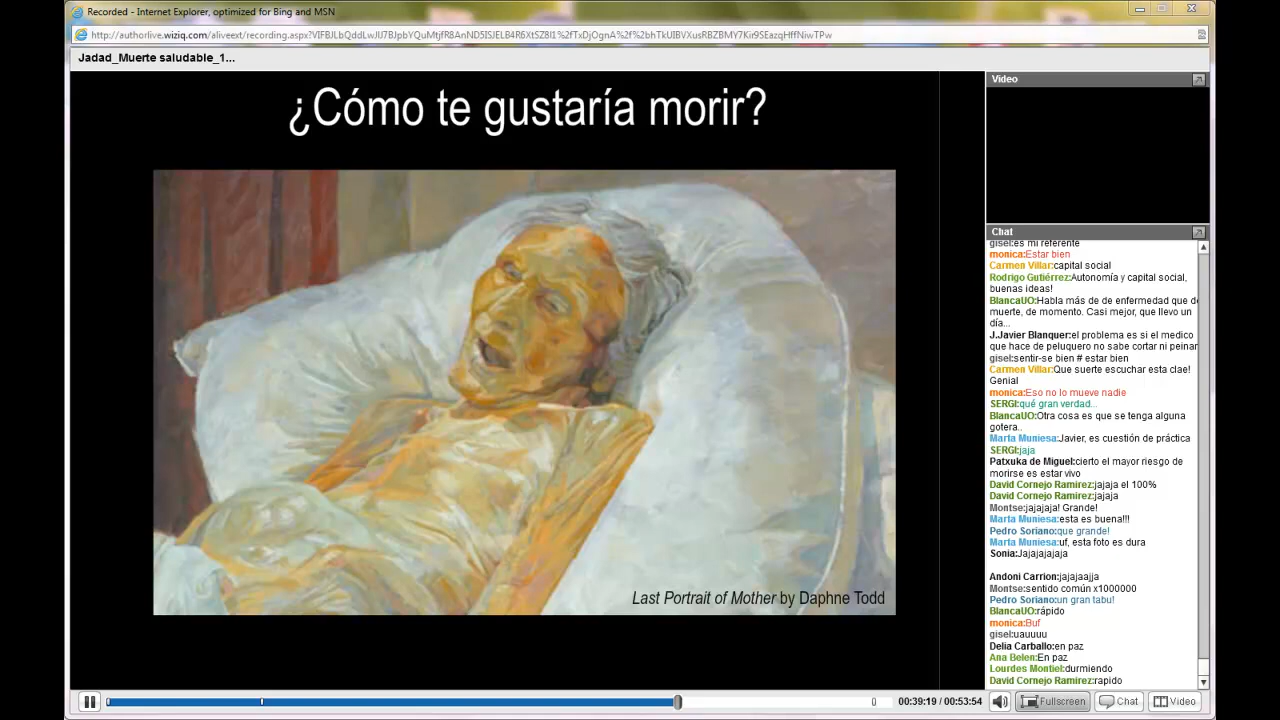 Recorded - Internet Explorer, optimized for Bing and MSN
Jadad_Muerte saludable_1...
¿Cómo te gustaría morir?
Last Portrait of Mother by Daphne Todd
Video
Chat
gisel:es mi referente
monica:Estar bien
Carmen Villar:capital social
Rodrigo Gutiérrez:Autonomía y capital social,
buenas ideas!
BlancaUO:Habla más de de enfermedad que de
muerte, de momento. Casi mejor, que llevo un
día...
J.Javier Blanquer:el problema es si el medico
que hace de peluquero no sabe cortar ni peinar
gisel:sentir-se bien # estar bien
Carmen Villar:Que suerte escuchar esta clae!
Genial
monica:Eso no lo mueve nadie
SERGI:qué gran verdad...
BlancaUO:Otra cosa es que se tenga alguna
gotera..
Marta Muniesa:Javier, es cuestión de práctica
SERGI:jaja
Patxuka de Miguel:cierto el mayor riesgo de
morirse es estar vivo
David Cornejo Ramirez:jajaja el 100%
David Cornejo Ramirez:jajaja
Montse:jajajaja! Grande!
Marta Muniesa:esta es buena!!!
Pedro Soriano:que grande!
Marta Muniesa:uf, esta foto es dura
Sonia:Jajajajajaja
Andoni Carrion:jajajaajja
Montse:sentido común x1000000
Pedro Soriano:un gran tabu!
BlancaUO:rápido
monica:Buf
gisel:uauuuu
Delia Carballo:en paz
Ana Belen:En paz
Lourdes Montiel:durmiendo
David Cornejo Ramirez:rapido
00:39:19 / 00:53:54
Fullscreen
Chat
Video